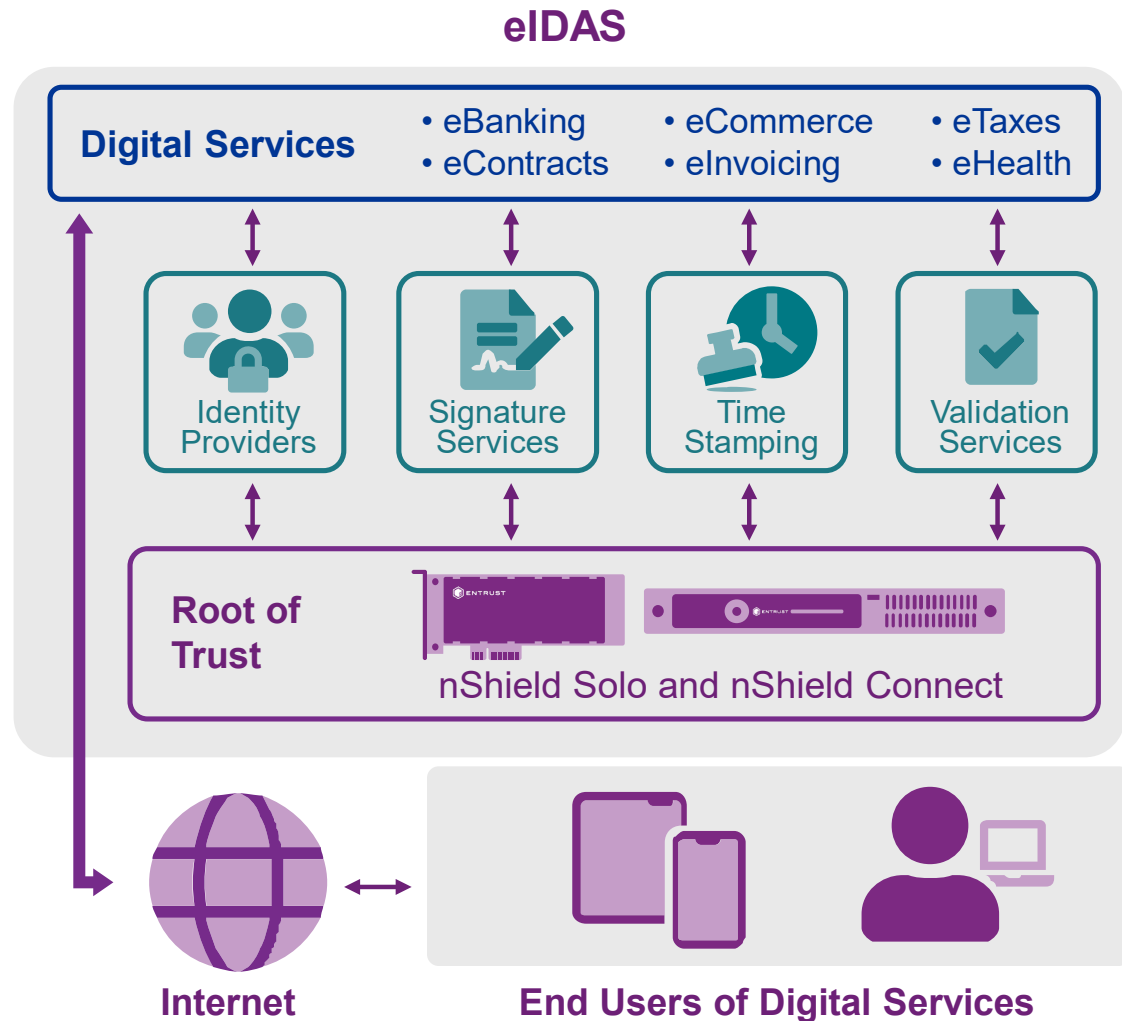 eIDAS
Digital Services
• eBanking
• eContracts
• eCommerce
• eInvoicing
• eTaxes
• eHealth
Identity
Providers
Signature
Services
Time
Stamping
Validation
Services
Root of
Trust
ENTRUST
ENTRUST
nShield Solo and nShield Connect
Internet
End Users of Digital Services